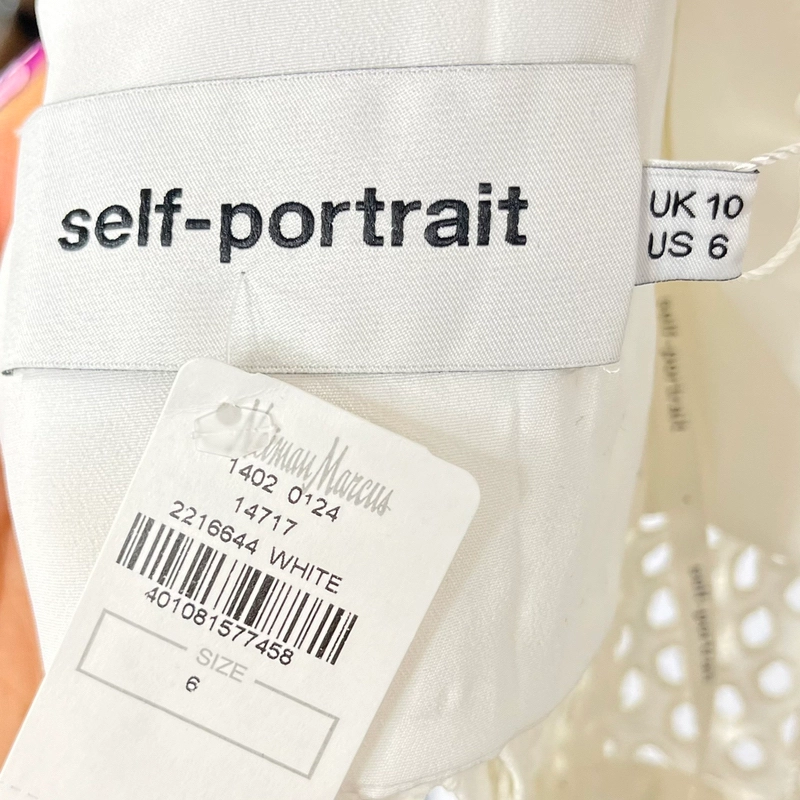 self-portrait
UK 10
US 6
self-portrait
self-portrait
Neiman Marcus
1402 0124
14717
2216644 WHITE
401081577458
SIZE
6